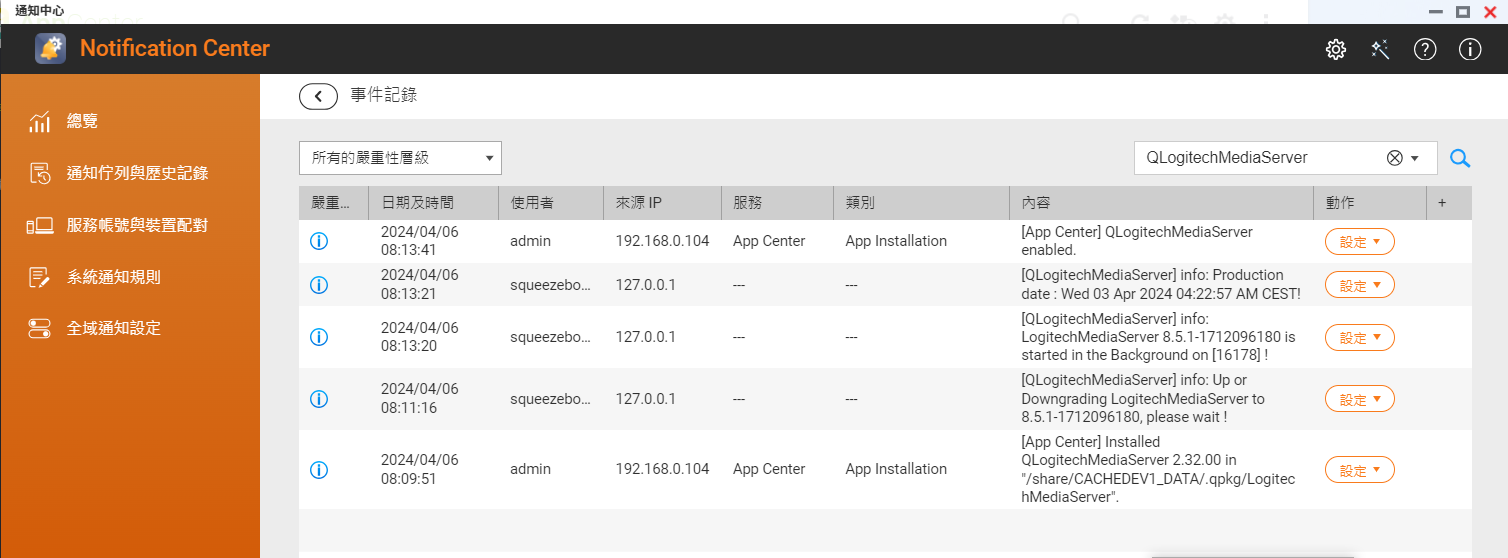 通知中心
Notification Center
總覽
通知佇列與歷史記錄
服務帳號與裝置配對
系統通知規則
全域通知設定
事件記錄
所有的嚴重性層級
QLogitechMediaServer
嚴重... 日期及時間 使用者 來源 IP 服務 類別 內容 動作 +
2024/04/06
08:13:41
admin 192.168.0.104 App Center App Installation
[App Center] QLogitechMediaServer
enabled.
設定
2024/04/06
08:13:21
squeezebo... 127.0.0.1 --- ---
[QLogitechMediaServer] info: Production
date : Wed 03 Apr 2024 04:22:57 AM CEST!
設定
2024/04/06
08:13:20
squeezebo... 127.0.0.1 --- ---
[QLogitechMediaServer] info:
LogitechMediaServer 8.5.1-1712096180 is
started in the Background on [16178] !
設定
2024/04/06
08:11:16
squeezebo... 127.0.0.1 --- ---
[QLogitechMediaServer] info: Up or
Downgrading LogitechMediaServer to
8.5.1-1712096180, please wait !
設定
2024/04/06
08:09:51
admin 192.168.0.104 App Center App Installation
[App Center] Installed
QLogitechMediaServer 2.32.00 in
"/share/CACHEDEV1_DATA/.qpkg/Logitec
hMediaServer".
設定